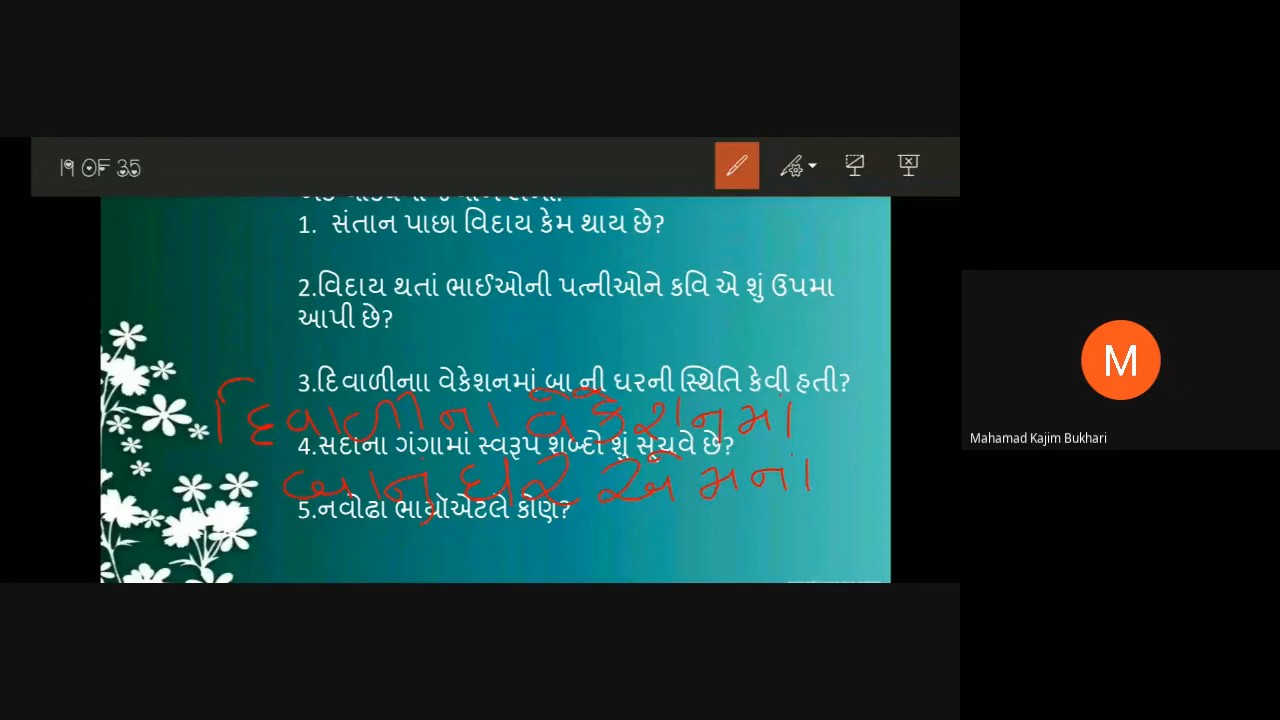 19 OF 35
1. સંતાન પાછા વિદાય કેમ થાય છે?
2.વિદાય થતાં ભાઈઓની પત્નીઓને કવિ એ શું ઉપમા
આપી છે?
3.દિવાળીનાા વેકેશનમાં બા ની ઘરની સ્થિતિ કેવી હતી?
દિવાળીના વેકેશનમાં
4.સદાના ગંગામાં સ્વરૂપ શબ્દો શું સૂચવે છે?
બાનું ઘર એમનાં
5.નવોઢા ભાર્યાએટલે કોણ?
M
Mahamad Kajim Bukhari